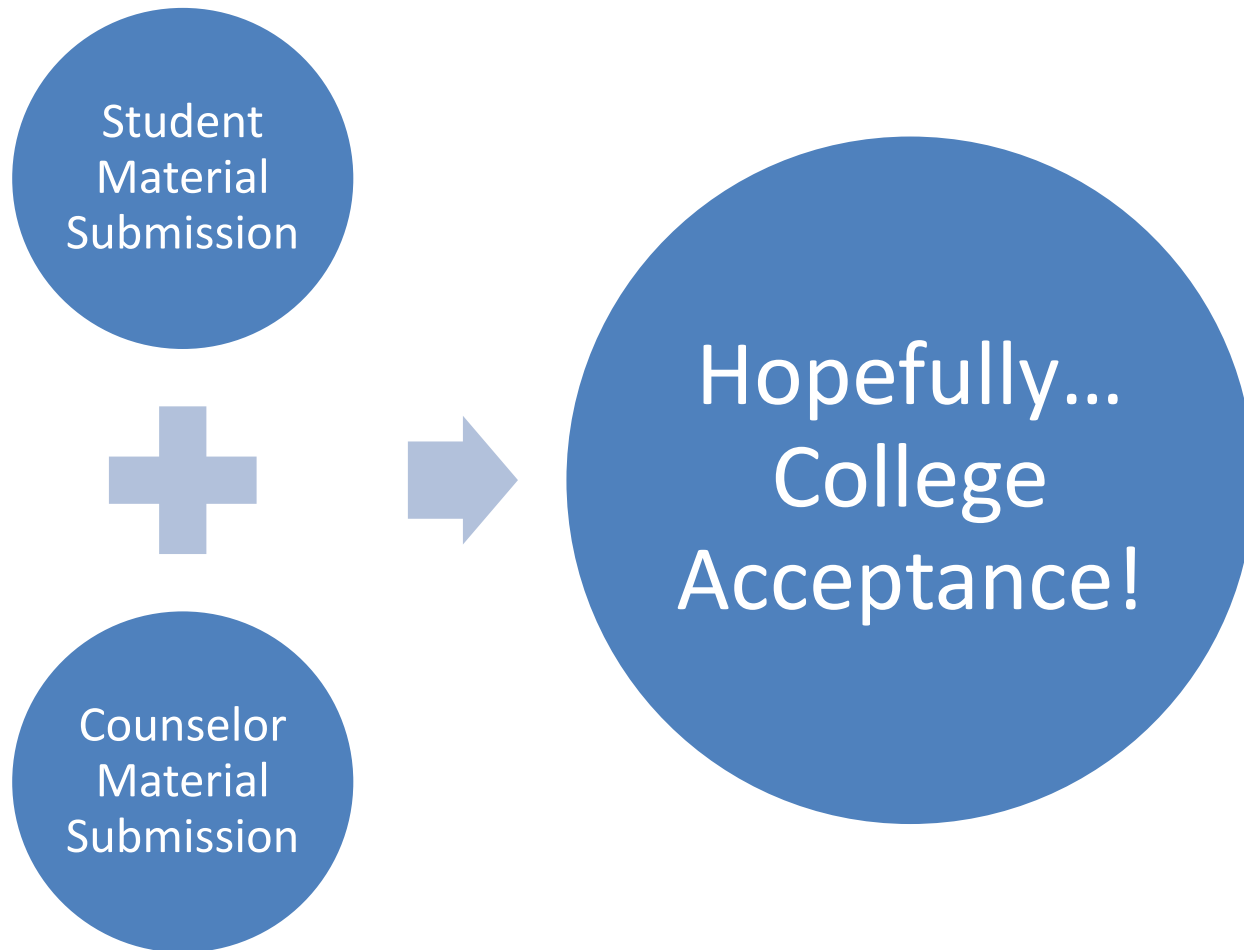 Student
Material
Submission
Counselor
Material
Submission
Hopefully…
College
Acceptance!